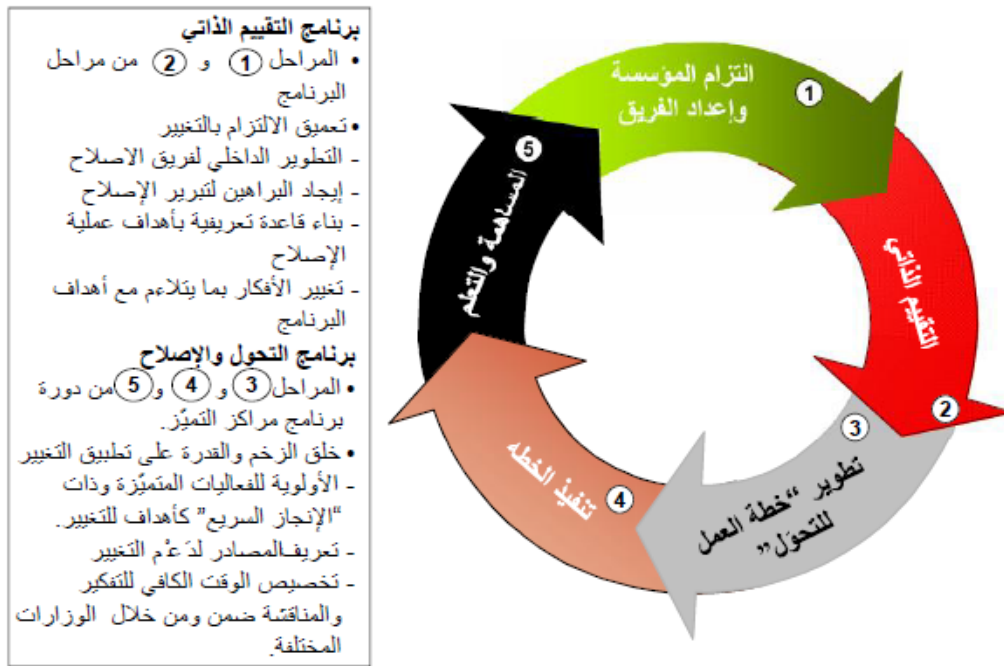 برنامج التقييم الذاتي
• المراحل 1 و 2 من مراحل
البرنامج
• تعميق الالتزام بالتغيير
- التطوير الداخلي لفريق الاصلاح
- إيجاد البراهين لتبرير الإصلاح
- بناء قاعدة تعريفية بأهداف عملية
الإصلاح
- تغيير الأفكار بما يتلاءم مع أهداف
البرنامج
برنامج التحول والإصلاح
• المراحل 3 و 4 و 5 من دورة
برنامج مراكز التميّز.
• خلق الزخم والقدرة على تطبيق التغيير
- الأولوية للفعاليات المتميّزة وذات
“الإنجاز السريع” كأهداف للتغيير.
- تعريف المصادر لدَعْم التغيير
- تخصيص الوقت الكافي للتفكير
والمناقشة ضمن ومن خلال الوزارات
المختلفة.
1
التزام المؤسسة
وإعداد الفريق
التقييم الذاتي
2
3
تطوير “خطة العمل
للتحوّل”
4
تنفيذ الخطه
5
المساهمة والتعلم